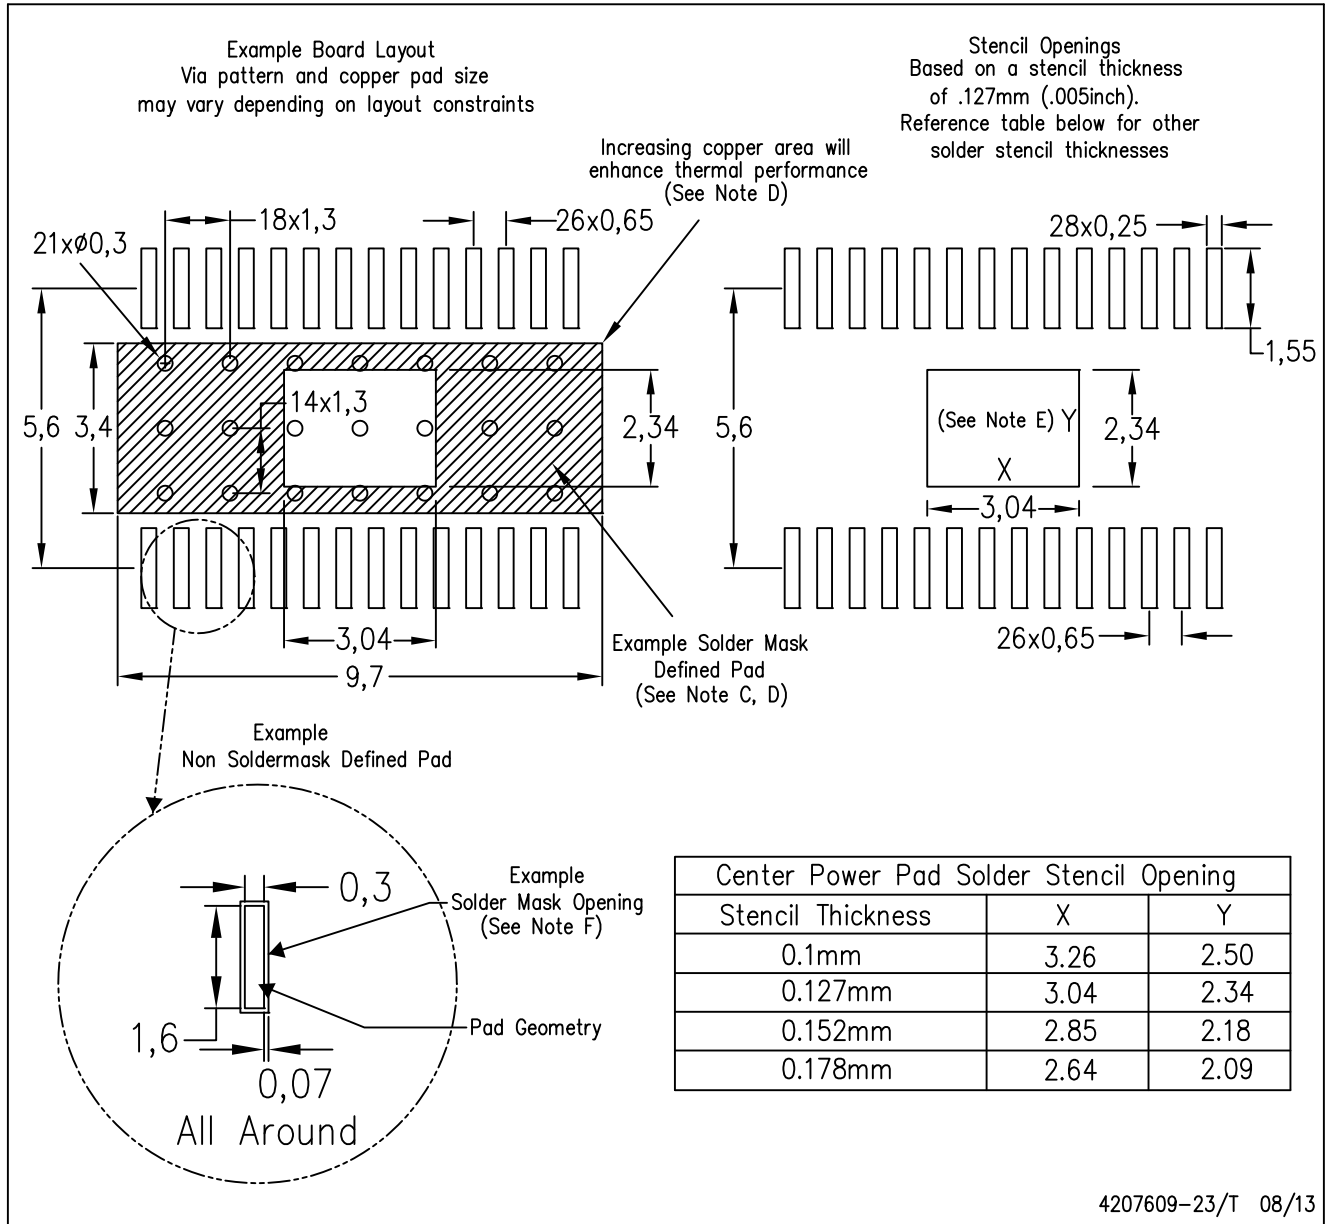 Example Board Layout
Via pattern and copper pad size
may vary depending on layout constraints
Stencil Openings
Based on a stencil thickness
of .127mm (.005inch).
Reference table below for other
solder stencil thicknesses
Increasing copper area will
enhance thermal performance
(See Note D)
18x1,3
26x0,65
21xø0,3
14x1,3
5,6
3,4
2,34
3,04
9,7
Example Solder Mask
Defined Pad
(See Note C, D)
28x0,25
1,55
5,6
(See Note E) Y
X
2,34
3,04
26x0,65
Example
Non Soldermask Defined Pad
0,3
Example
Solder Mask Opening
(See Note F)
1,6
Pad Geometry
0,07
All Around
Center Power Pad Solder Stencil Opening
Stencil Thickness X Y
0.1mm 3.26 2.50
0.127mm 3.04 2.34
0.152mm 2.85 2.18
0.178mm 2.64 2.09
4207609-23/T 08/13